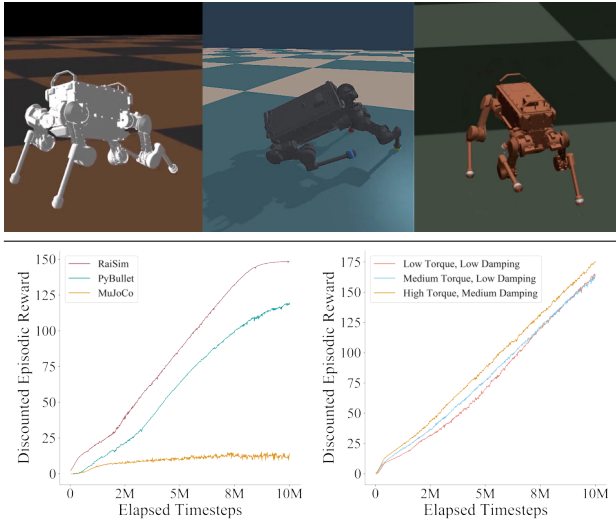 150
125
100
75
50
25
0
Discounted Episodic Reward
RaiSim
PyBullet
MuJoCo
0 2M 5M 8M 10M
Elapsed Timesteps
175
150
125
100
75
50
25
0
Discounted Episodic Reward
Low Torque, Low Damping
Medium Torque, Low Damping
High Torque, Medium Damping
0 2M 5M 8M 10M
Elapsed Timesteps